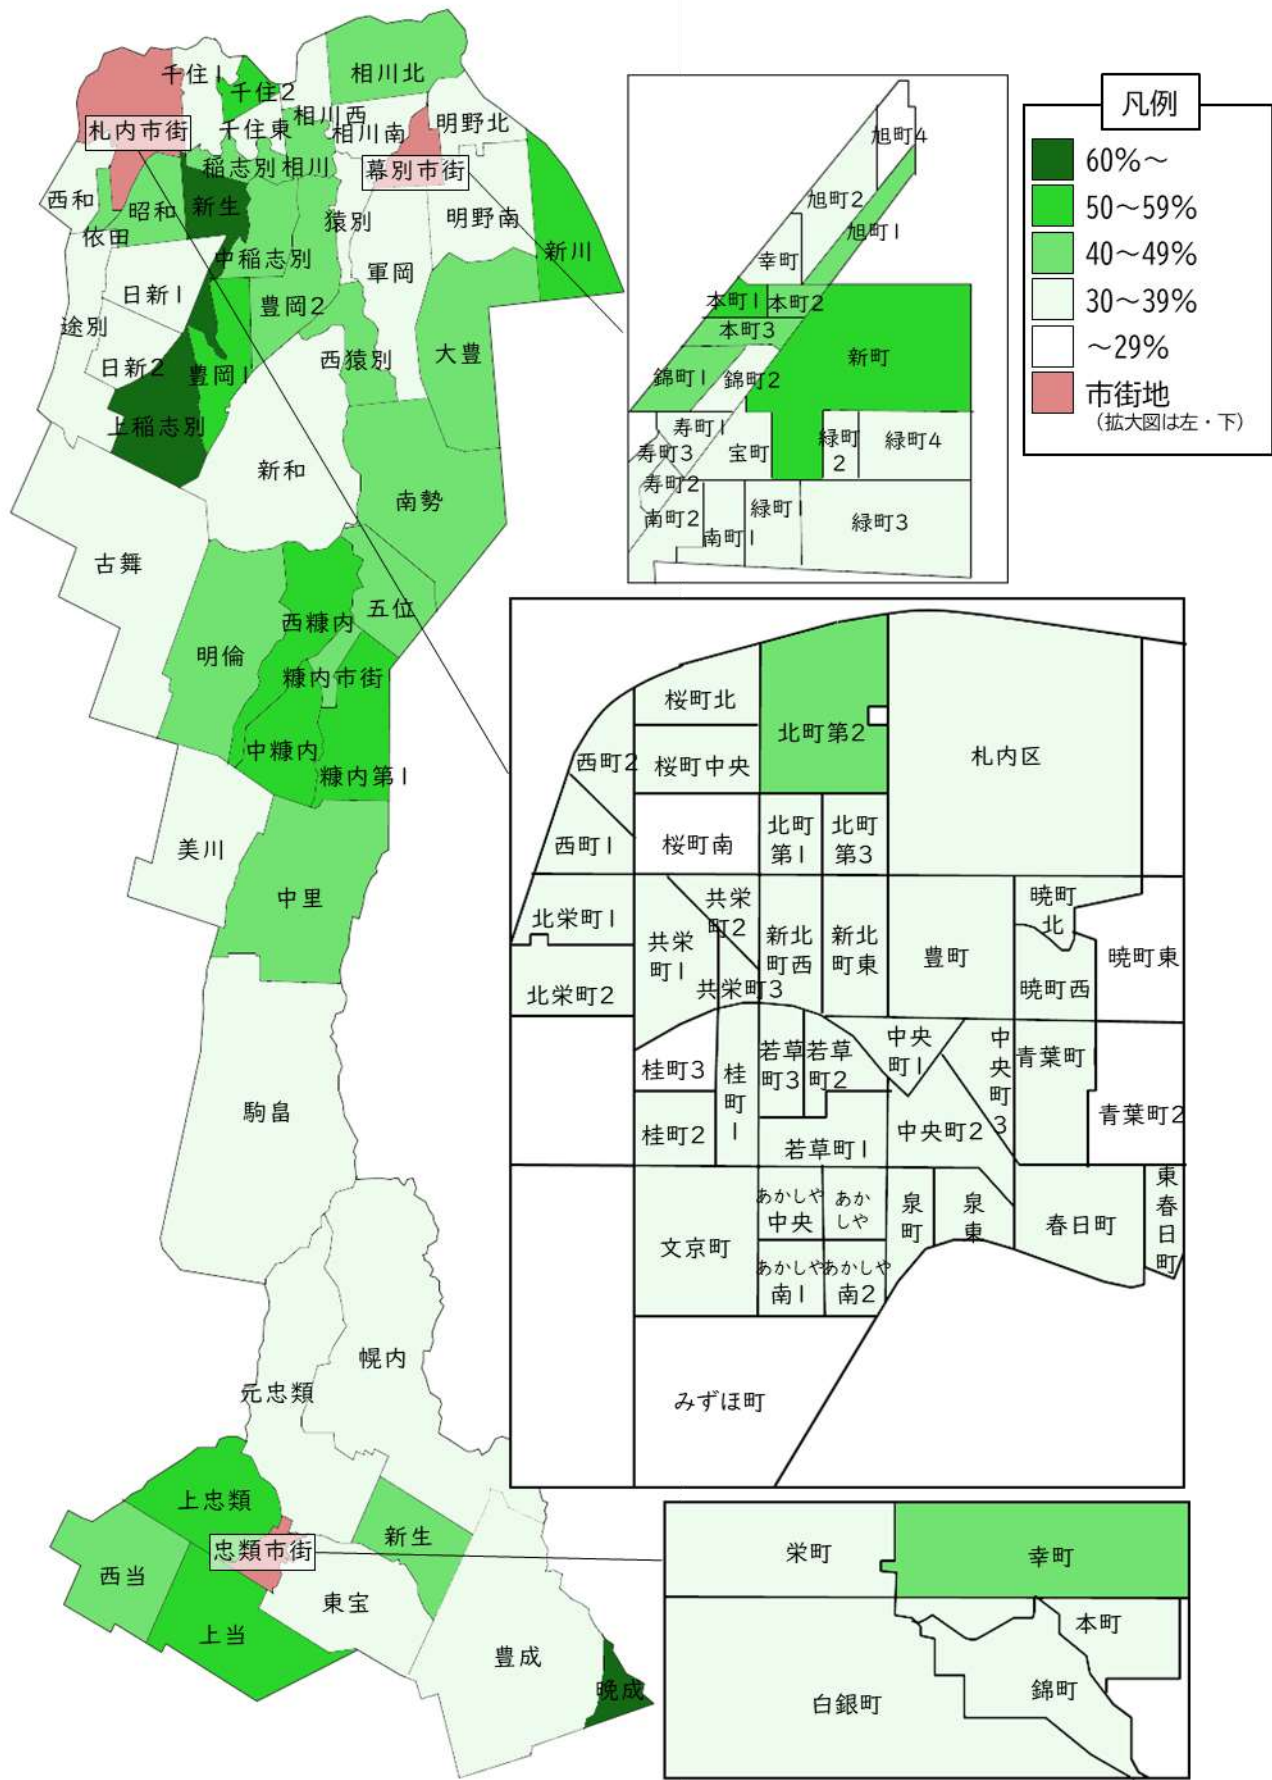 千住1
千住2
相川北
札内市街
千住東
相川西
相川南
明野北
稲志別
相川
幕別市街
西和
昭和
新生
猿別
明野南
依田
中稲志別
軍岡
新川
日新1
豊岡2
途別
日新2
豊岡1
西猿別
大豊
上稲志別
新和
南勢
古舞
西糠内
五位
明倫
糠内市街
中糠内
糠内第1
美川
中里
駒畠
幌内
元忠類
上忠類
忠類市街
新生
西当
東宝
上当
豊成
晩成
旭町4
旭町2
旭町1
幸町
本町1
本町2
本町3
新町
錦町1
錦町2
寿町1
寿町3
宝町
緑町
2
緑町4
寿町2
南町2
南町1
緑町1
緑町3
凡例
60%~
50~59%
40~49%
30~39%
~29%
市街地
(拡大図は左・下)
桜町北
北町第2
西町2
桜町中央
札内区
西町1
桜町南
北町
第1
北町
第3
北栄町1
共栄
町2
暁町
北
共栄
町1
新北
町西
新北
町東
豊町
暁町東
北栄町2
共栄町3
暁町西
桂町3
桂
町
1
若草
町3
若草
町2
中央
町1
中
央
町
3
青葉町1
桂町2
若草町1
中央町2
青葉町2
文京町
あかしや
中央
あか
しや
泉
町
泉
東
春日町
東
春
日
町
あかしや
南1
あかしや
南2
みずほ町
栄町
幸町
本町
白銀町
錦町